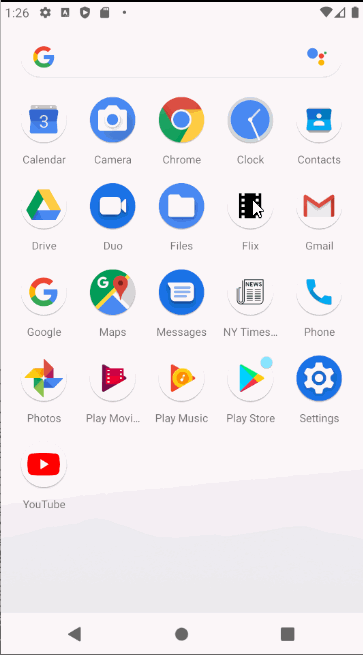 1:26
Calendar Camera Chrome Clock Contacts
Drive Duo Files Flix Gmail
NEWS
Google Maps Messages NY Times... Phone
Photos Play Movi... Play Music Play Store Settings
YouTube